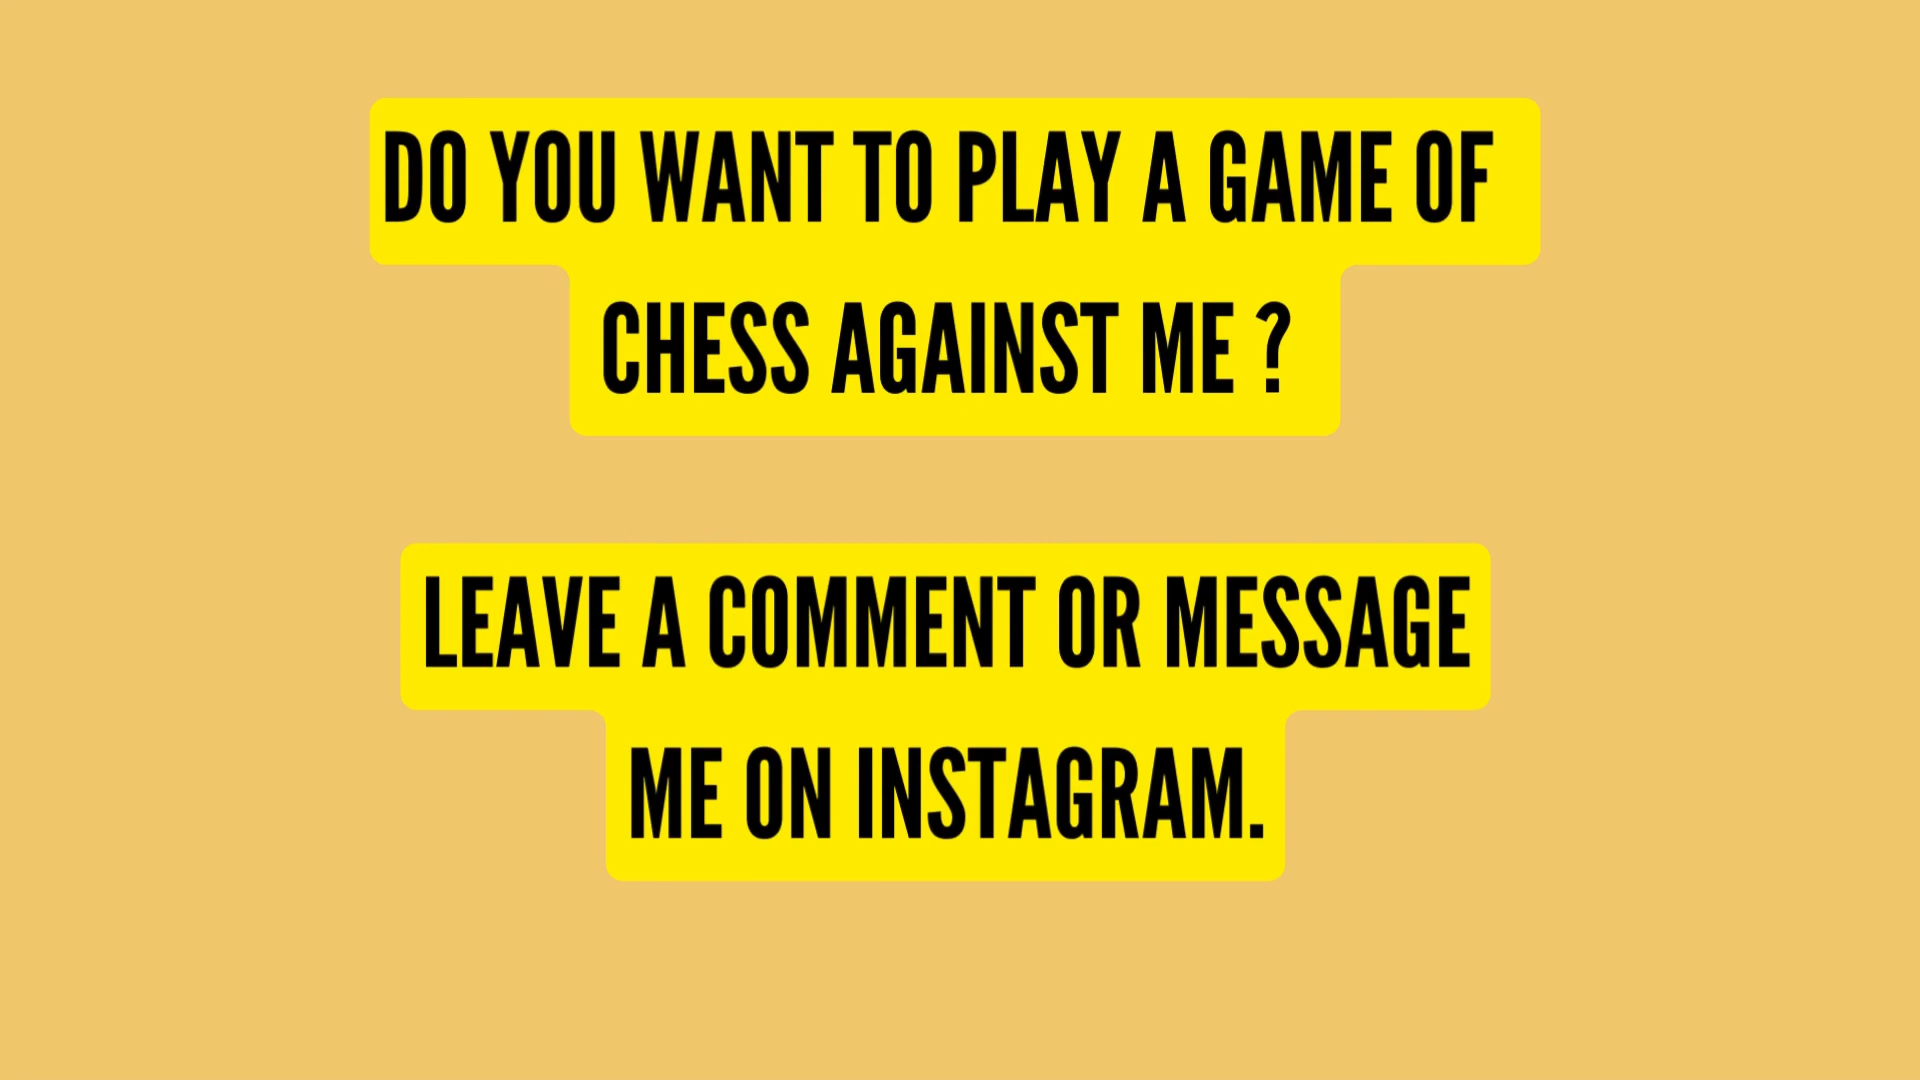 DO YOU WANT TO PLAY A GAME OF
CHESS AGAINST ME ?
LEAVE A COMMENT OR MESSAGE
ME ON INSTAGRAM.